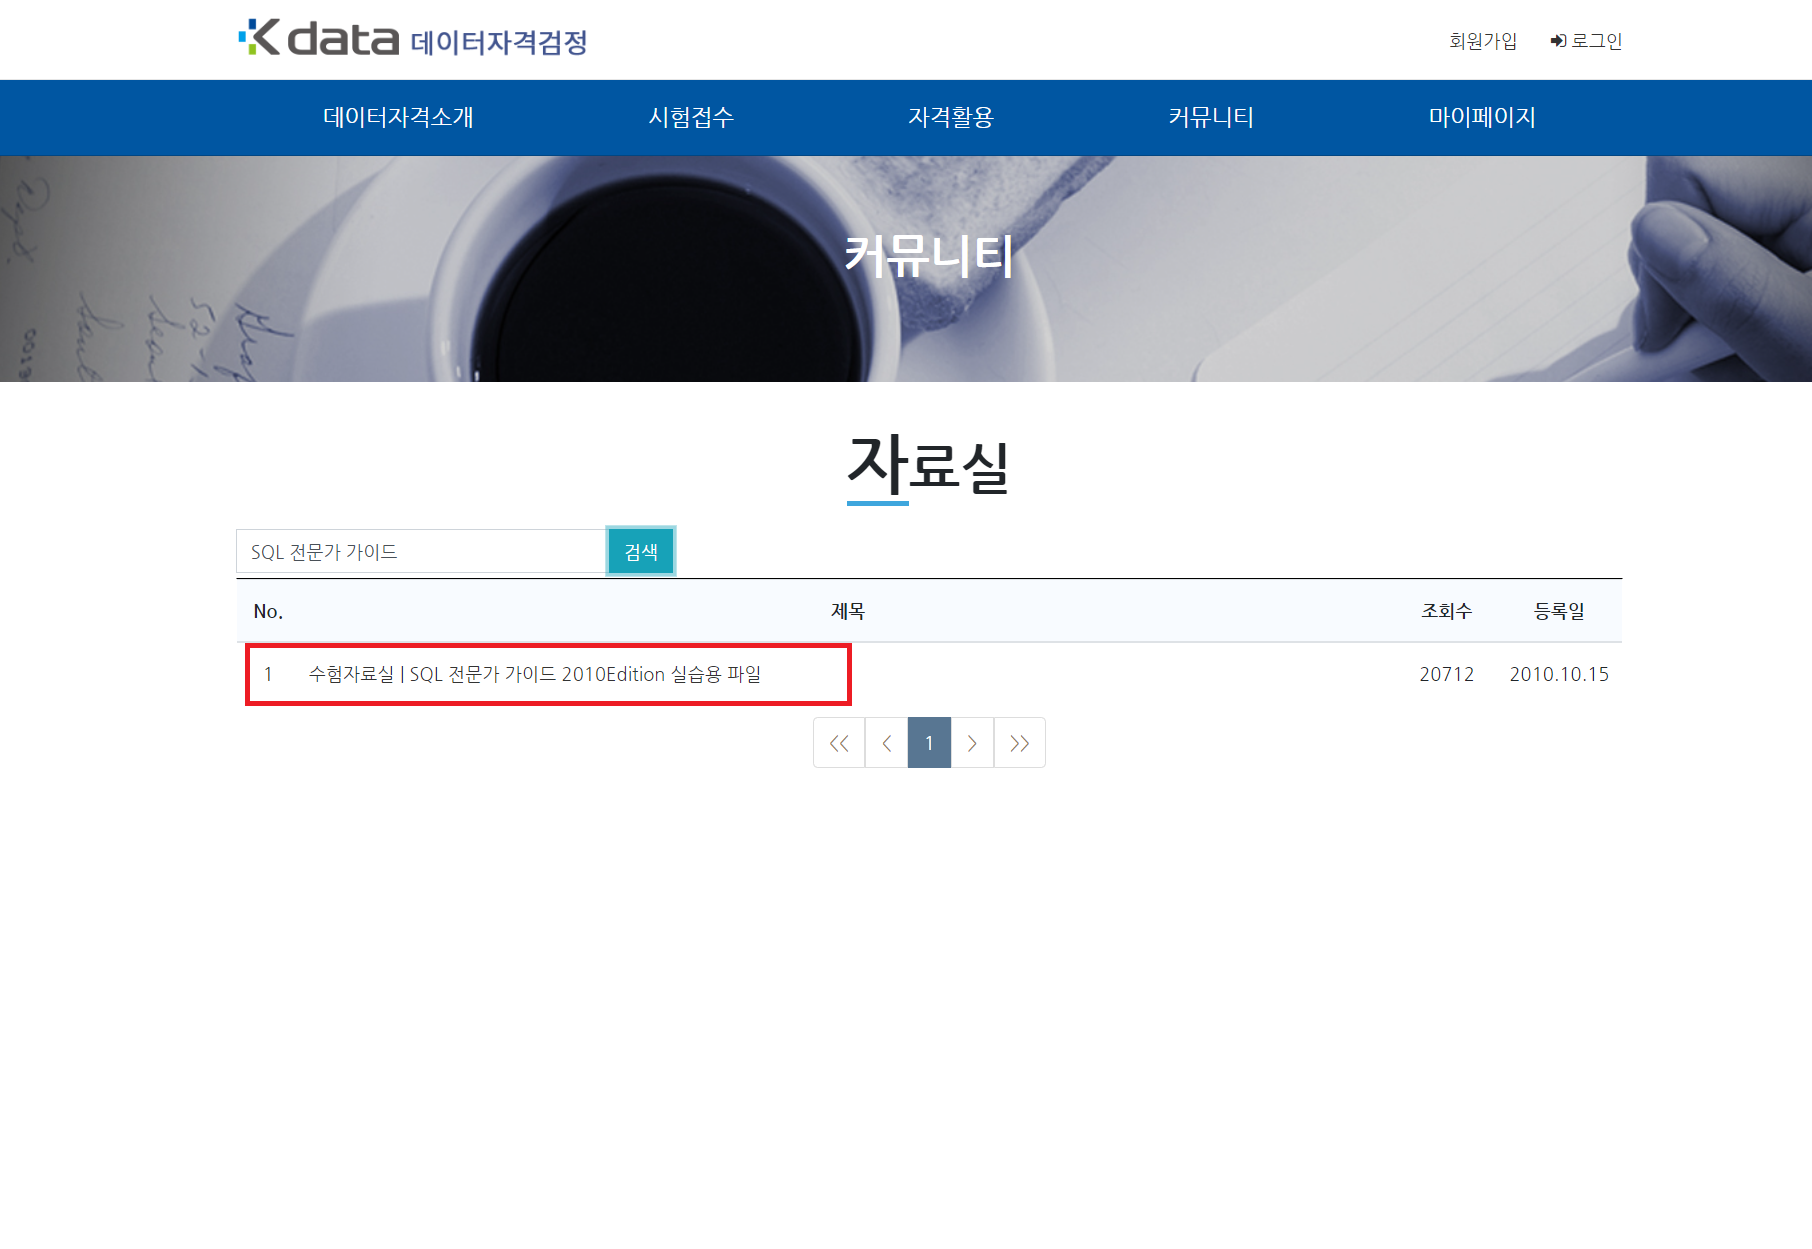 Kdata 데이터자격검정
회원가입 로그인
데이터자격소개 시험접수 자격활용 커뮤니티 마이페이지
커뮤니티
자료실
SQL 전문가 가이드 검색
No. 제목 조회수 등록일
1 수험자료실 | SQL 전문가 가이드 2010Edition 실습용 파일 20712 2010.10.15
<< < 1 > >>